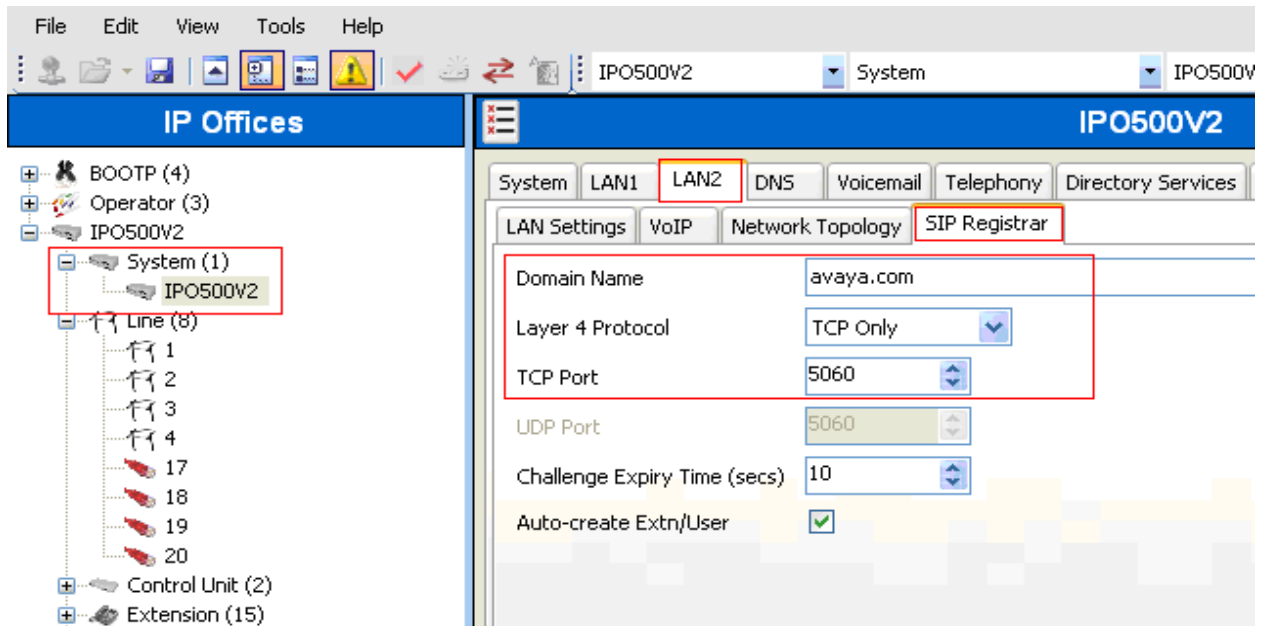 File Edit View Tools Help
IPO500V2 System IPO500V
IP Offices
IPO500V2
BOOTP (4)
Operator (3)
IPO500V2
System (1)
IPO500V2
Line (8)
1
2
3
4
17
18
19
20
Control Unit (2)
Extension (15)
System LAN1 LAN2 DNS Voicemail Telephony Directory Services
LAN Settings VoIP Network Topology SIP Registrar
Domain Name avaya.com
Layer 4 Protocol TCP Only
TCP Port 5060
UDP Port 5060
Challenge Expiry Time (secs) 10
Auto-create Extn/User